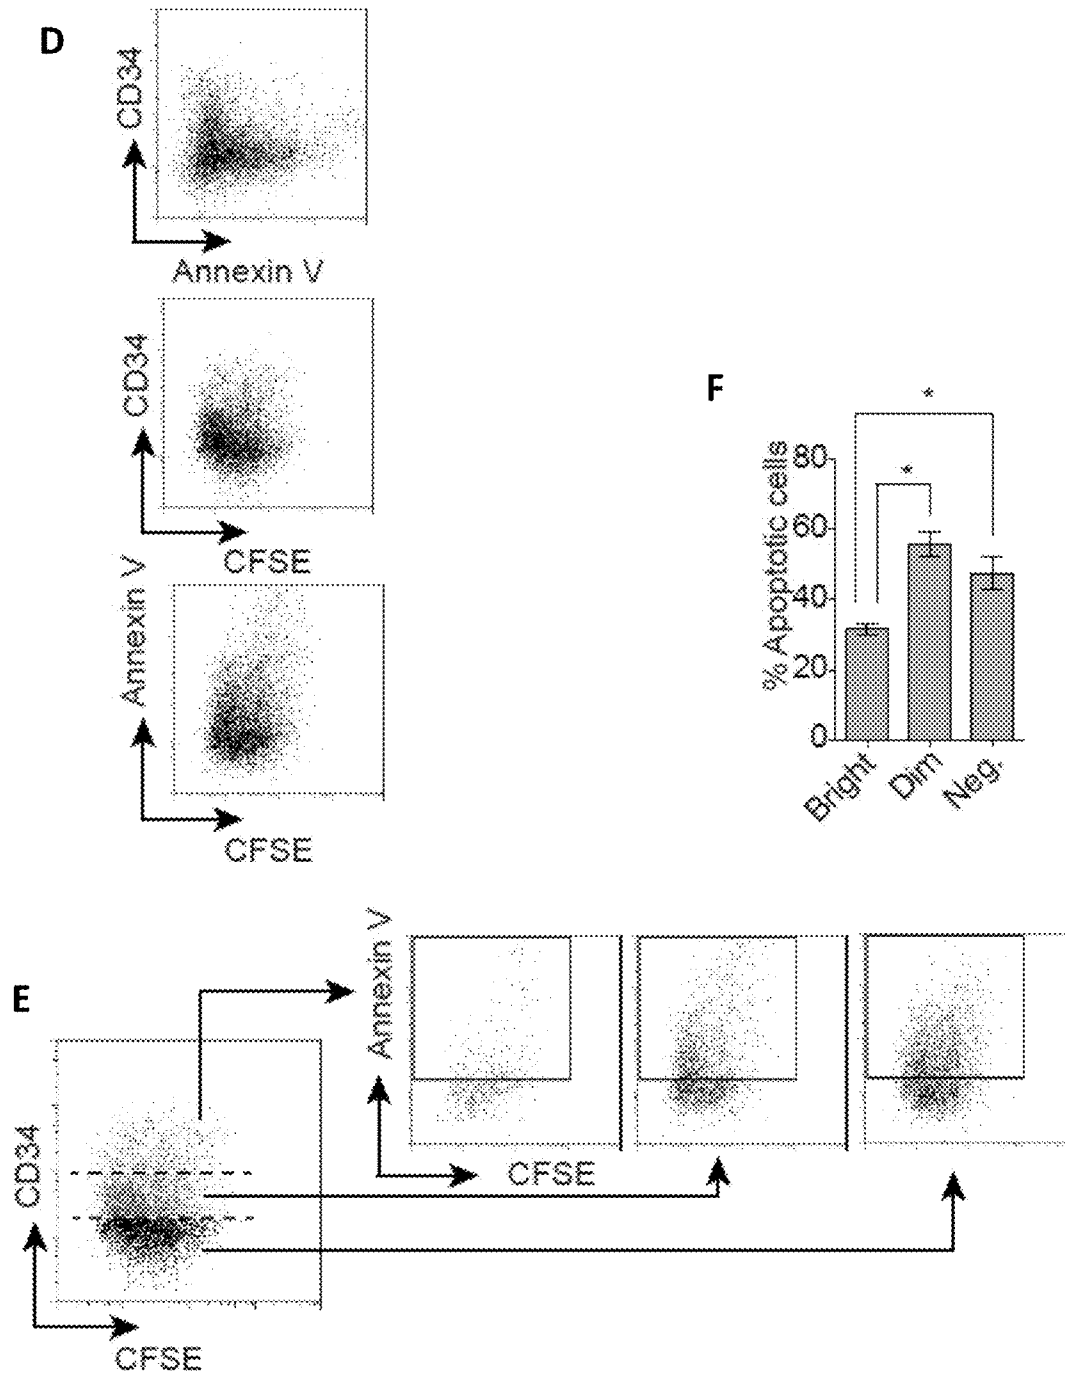 D
CD34
Annexin V
CD34
CFSE
Annexin V
CFSE
F
*
*
% Apoptotic cells
80
60
40
20
0
Bright
Dim
Neg.
E
Annexin V
CFSE
CD34
CFSE